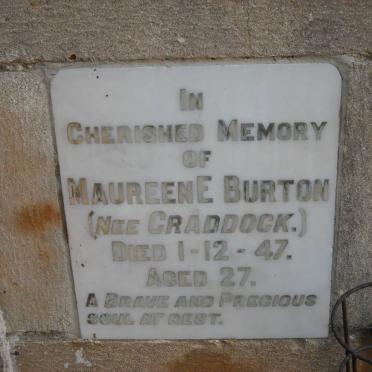 IN
CHERISHED MEMORY
OF
MAUREEN E BURTON
(NEE CRADDOCK.)
DIED 1-12-47.
AGED 27.
A BRAVE AND PRECIOUS
SOUL AT REST.